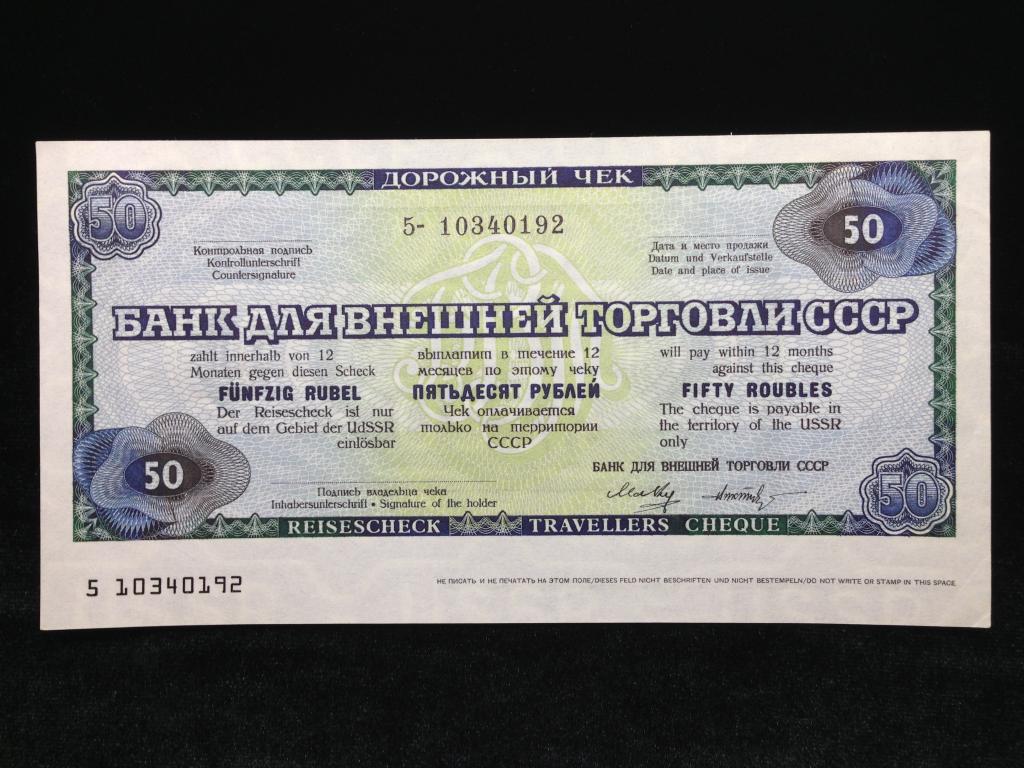 ДОРОЖНЫЙ ЧЕК
50
50
5- 10340192
Контрольная подпись
Kontrollunterschrift
Countersignature
Дата и место продажи
Datum und Verkaufstelle
Date and place of issue
БАНК ДЛЯ ВНЕШНЕЙ ТОРГОВЛИ СССР
zahlt innerhalb von 12
Monaten gegen diesen Scheck
FÜNFZIG RUBEL
Der Reisescheck ist nur
auf dem Gebiet der UdSSR
einlösbar
выплатит в течение 12
месяцев по этому чеку
ПЯТЬДЕСЯТ РУБЛЕЙ
Чек оплачивается
только на территории
СССР
will pay within 12 months
against this cheque
FIFTY ROUBLES
The cheque is payable in
the territory of the USSR
only
БАНК ДЛЯ ВНЕШНЕЙ ТОРГОВЛИ СССР
50
50
Подпись владельца чека
Inhabersunterschrift • Signature of the holder
REISESCHECK TRAVELLERS CHEQUE
5 10340192
НЕ ПИСАТЬ И НЕ ПЕЧАТАТЬ НА ЭТОМ ПОЛЕ/DIESES FELD NICHT BESCHRIFTEN UND NICHT BESTEMPELN/DO NOT WRITE OR STAMP IN THIS SPACE